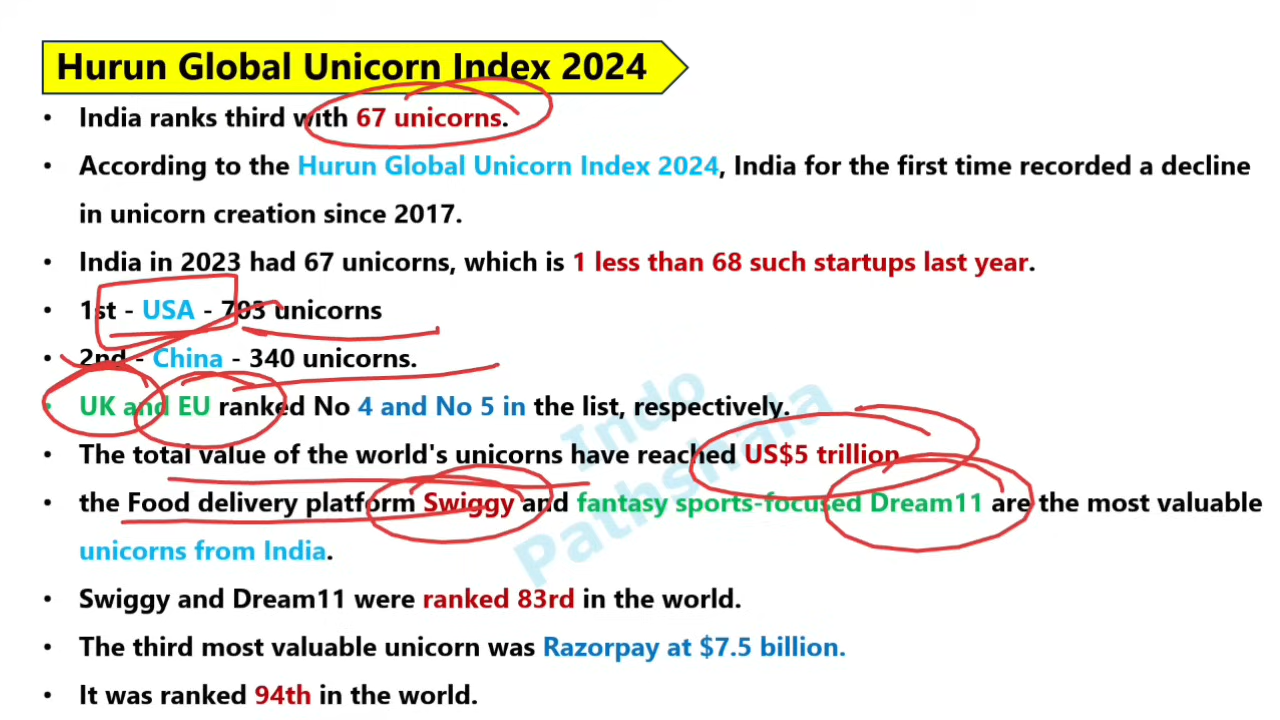 Hurun Global Unicorn Index 2024
• India ranks third with 67 unicorns.
• According to the Hurun Global Unicorn Index 2024, India for the first time recorded a decline
in unicorn creation since 2017.
• India in 2023 had 67 unicorns, which is 1 less than 68 such startups last year.
• 1st - USA - 703 unicorns
• 2nd - China - 340 unicorns.
• UK and EU ranked No 4 and No 5 in the list, respectively.
• The total value of the world's unicorns have reached US$5 trillion
• the Food delivery platform Swiggy and fantasy sports-focused Dream11 are the most valuable
unicorns from India.
• Swiggy and Dream11 were ranked 83rd in the world.
• The third most valuable unicorn was Razorpay at $7.5 billion.
• It was ranked 94th in the world.
Indo
Pathshala